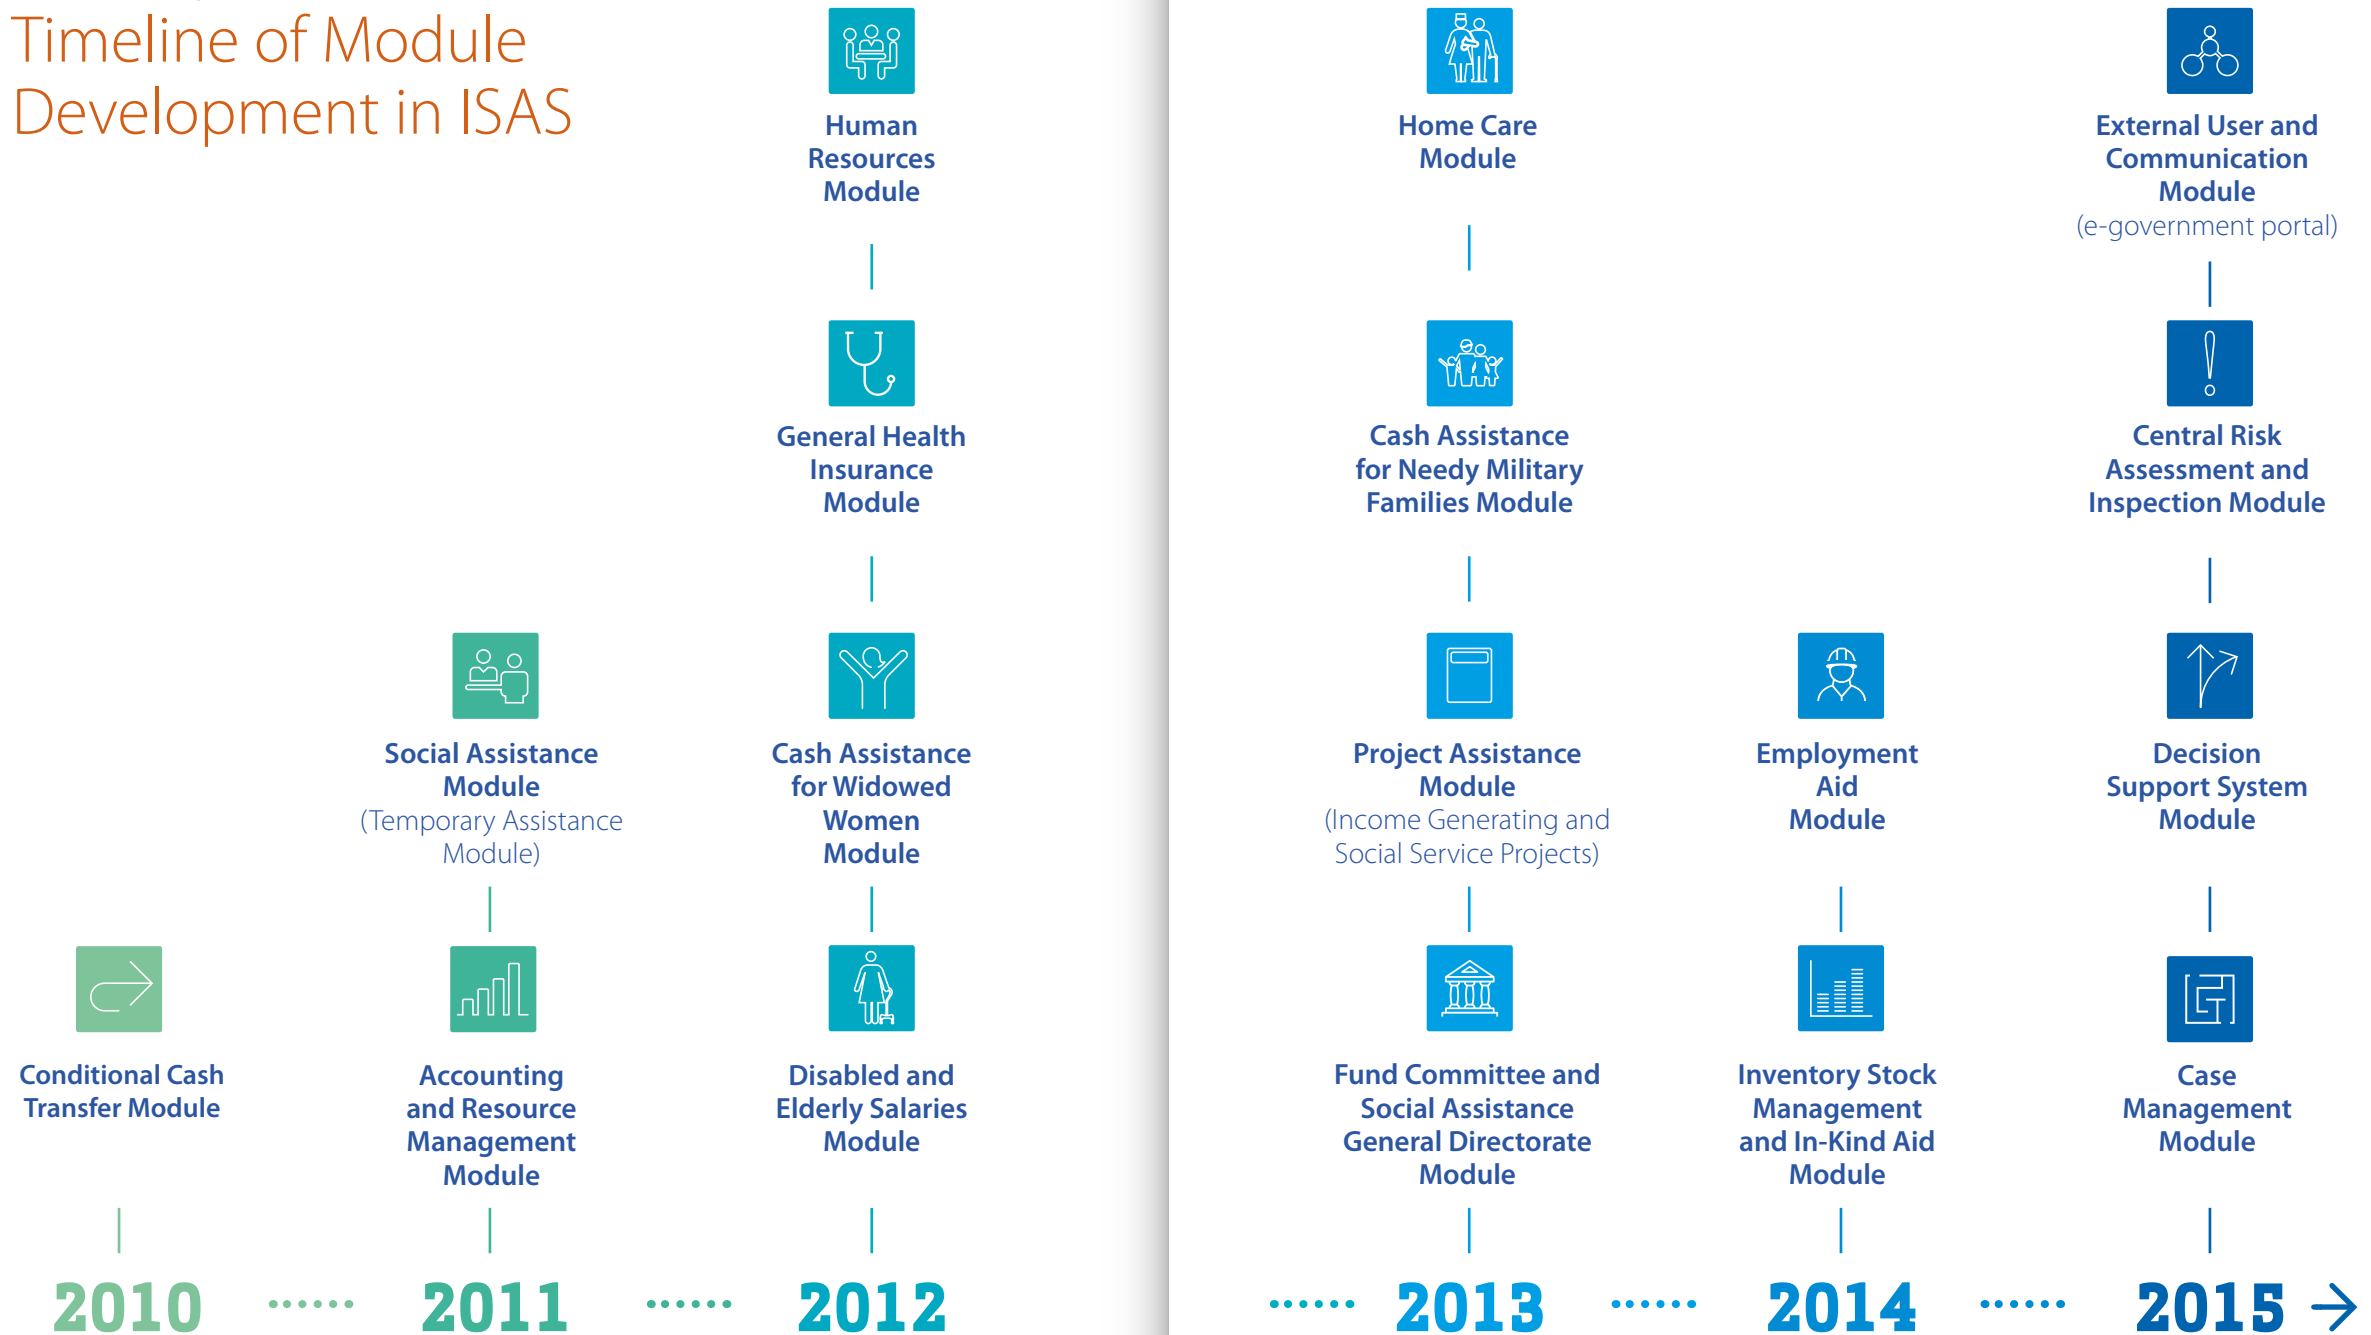 Timeline of Module
Development in ISAS
Conditional Cash
Transfer Module
2010
Social Assistance
Module
(Temporary Assistance
Module)
Accounting
and Resource
Management
Module
2011
Human
Resources
Module
General Health
Insurance
Module
Cash Assistance
for Widowed
Women
Module
Disabled and
Elderly Salaries
Module
2012
Home Care
Module
Cash Assistance
for Needy Military
Families Module
Project Assistance
Module
(Income Generating and
Social Service Projects)
Fund Committee and
Social Assistance
General Directorate
Module
2013
Employment
Aid
Module
Inventory Stock
Management
and In-Kind Aid
Module
2014
External User and
Communication
Module
(e-government portal)
Central Risk
Assessment and
Inspection Module
Decision
Support System
Module
Case
Management
Module
2015